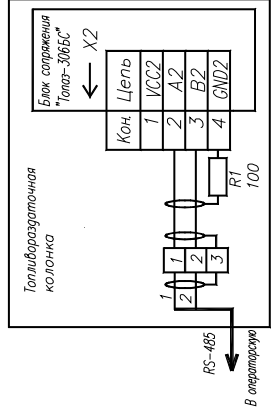 Блок сопряжения
"Топаз-306БС"
X2
Кон. Цепь
1 VCC2
2 A2
3 B2
4 GND2
R1
100
Топливораздаточная
колонка
1
2
3
1
2
RS-485
В операторскую